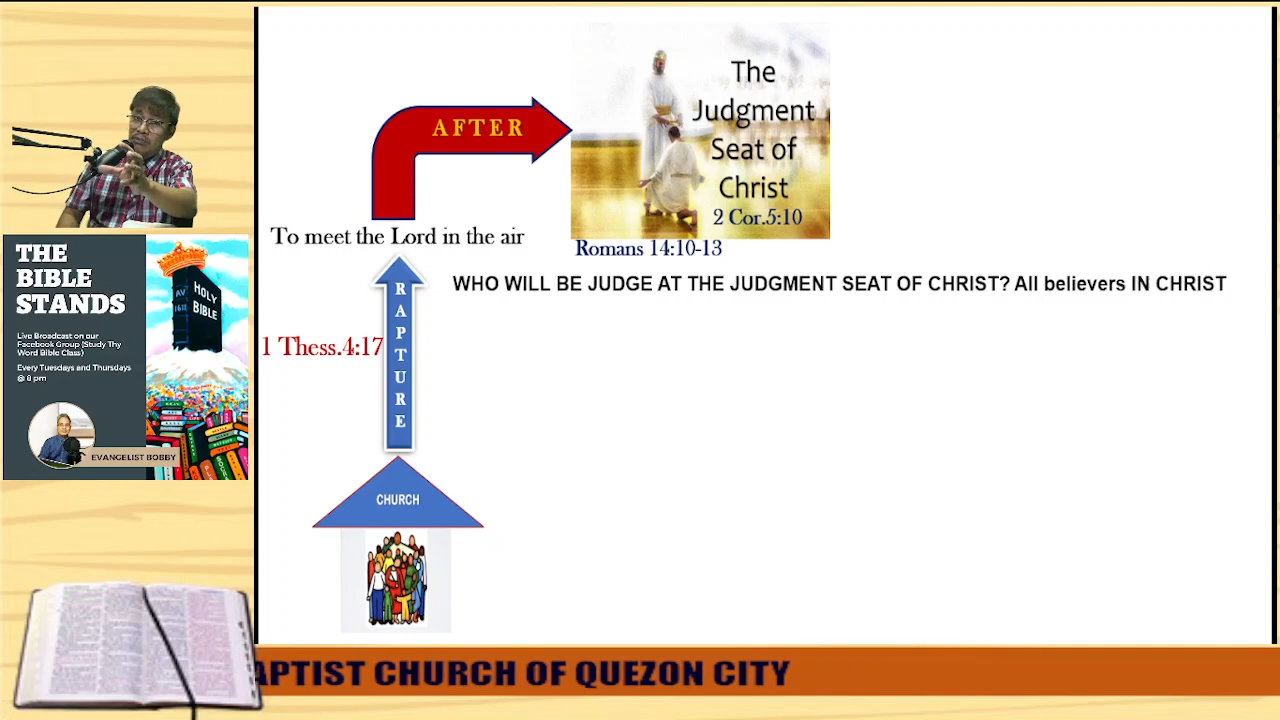 AFTER
The
Judgment
Seat of
Christ
2 Cor.5:10
To meet the Lord in the air
Romans 14:10-13
WHO WILL BE JUDGE AT THE JUDGMENT SEAT OF CHRIST? All believers IN CHRIST
RAPTURE
1 Thess.4:17
CHURCH
THE
BIBLE
STANDS
Live Broadcast on our
Facebook Group (Study Thy
Word Bible Class)
Every Tuesdays and Thursdays
@ 8 pm
EVANGELIST BOBBY
AV
1611
HOLY
BIBLE
APTIST CHURCH OF QUEZON CITY